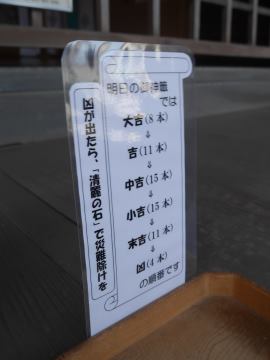 明日の御神籤
では
大吉(8本)
⇓
吉(11本)
⇓
中吉(15本)
⇓
小吉(15本)
⇓
末吉(11本)
⇓
凶(4本)
の順番です
凶が出たら、「清麗の石」で災難除けを